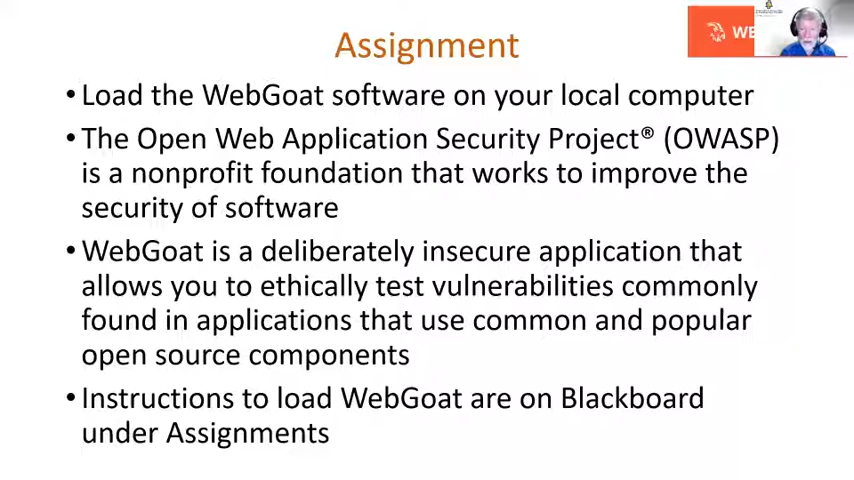 Assignment
WE
• Load the WebGoat software on your local computer
• The Open Web Application Security Project® (OWASP)
is a nonprofit foundation that works to improve the
security of software
• WebGoat is a deliberately insecure application that
allows you to ethically test vulnerabilities commonly
found in applications that use common and popular
open source components
• Instructions to load WebGoat are on Blackboard
under Assignments